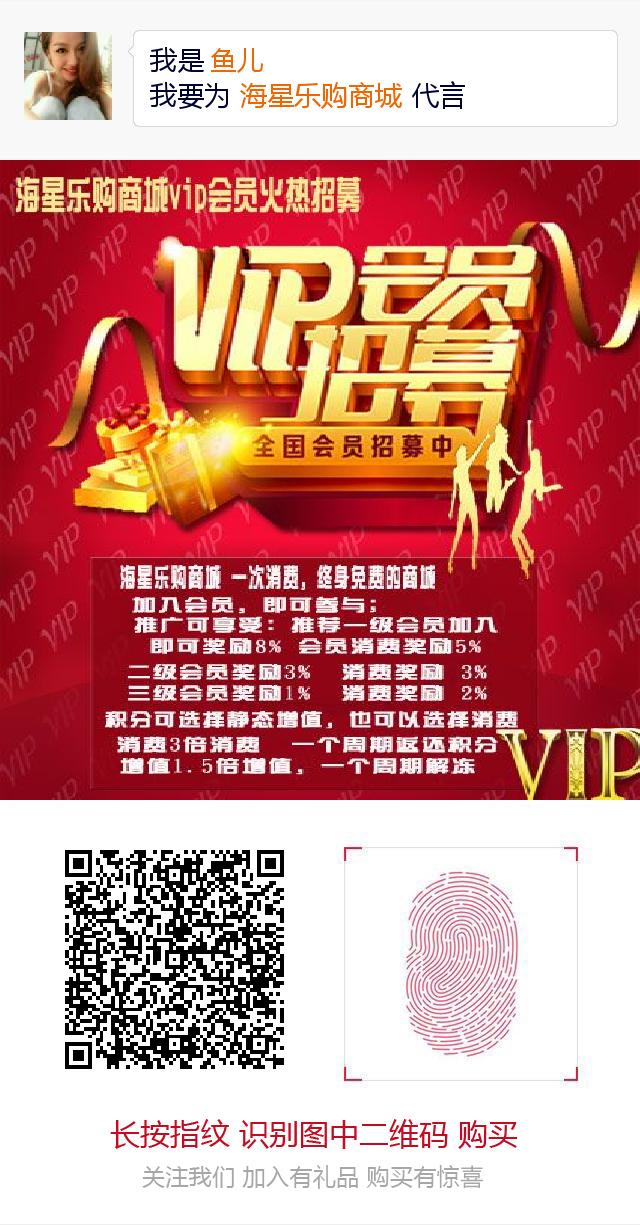 我是 鱼儿
我要为 海星乐购商城 代言
海星乐购商城vip会员火热招募
VIP会员
招募
全国会员招募中
海星乐购商城 一次消费，终身免费的商城
加入会员，即可参与；
推广可享受：推荐一级会员加入
即可奖励8% 会员消费奖励5%
二级会员奖励3% 消费奖励 3%
三级会员奖励1% 消费奖励 2%
积分可选择静态增值，也可以选择消费
消费3倍消费 一个周期返还积分
增值1.5倍增值，一个周期解冻
VIP
长按指纹 识别图中二维码 购买
关注我们 加入有礼品 购买有惊喜